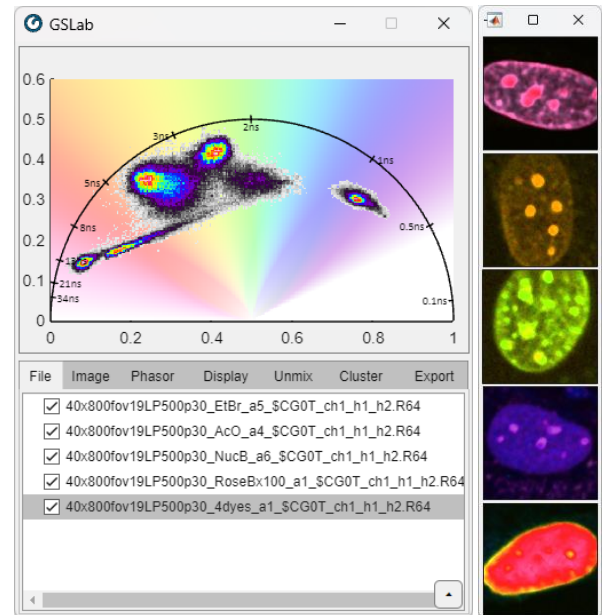 GSLab
0.6
0.5
0.4
0.3
0.2
0.1
0
0 0.2 0.4 0.6 0.8 1
2ns
3ns
1ns
5ns
8ns
0.5ns
21ns
34ns
0.1ns
File Image Phasor Display Unmix Cluster Export
40x800fov19LP500p30_EtBr_a5_$CG0T_ch1_h1_h2.R64
40x800fov19LP500p30_AcO_a4_$CG0T_ch1_h1_h2.R64
40x800fov19LP500p30_NucB_a6_$CG0T_ch1_h1_h2.R64
40x800fov19LP500p30_RoseBx100_a1_$CG0T_ch1_h1_h2.R64
40x800fov19LP500p30_4dyes_a1_$CG0T_ch1_h1_h2.R64